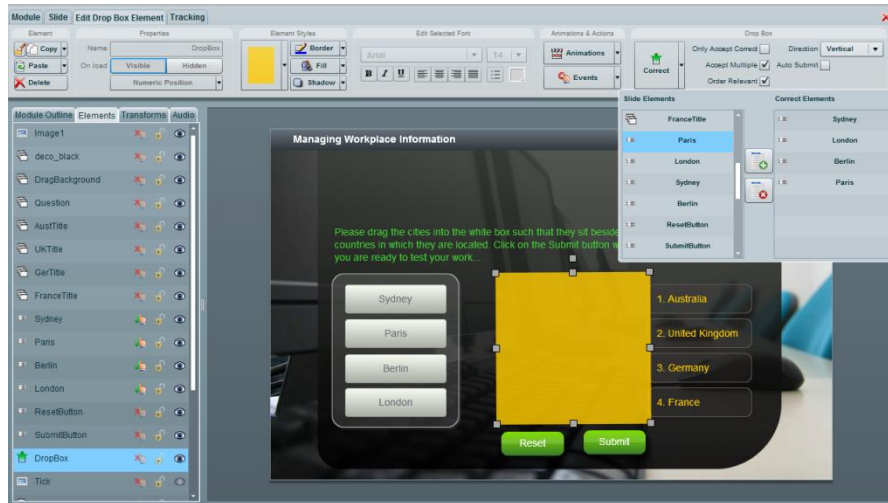 Module Slide Edit Drop Box Element Tracking
Element Properties Element Styles Edit Selected Font Animations & Actions Drop Box
Copy Name DropBox Border Arial 14 Animations Correct Only Accept Correct Direction Vertical
Paste On load Visible Hidden Fill B I U Events Accept Multiple Auto Submit
Delete Numeric Position Shadow Order Relevant
Slide Elements Correct Elements
FranceTitle Sydney
Paris London
London Berlin
Sydney Paris
Berlin
ResetButton
SubmitButton
Module Outline Elements Transforms Audio
Image1
deco_black
DragBackground
Question
AustTitle
UKTitle
GerTitle
FranceTitle
Sydney
Paris
Berlin
London
ResetButton
SubmitButton
DropBox
Tick
Managing Workplace Information
Please drag the cities into the white box such that they sit beside
countries in which they are located. Click on the Submit button w
you are ready to test your work...
Sydney
Paris
Berlin
London
1. Australia
2. United Kingdom
3. Germany
4. France
Reset Submit